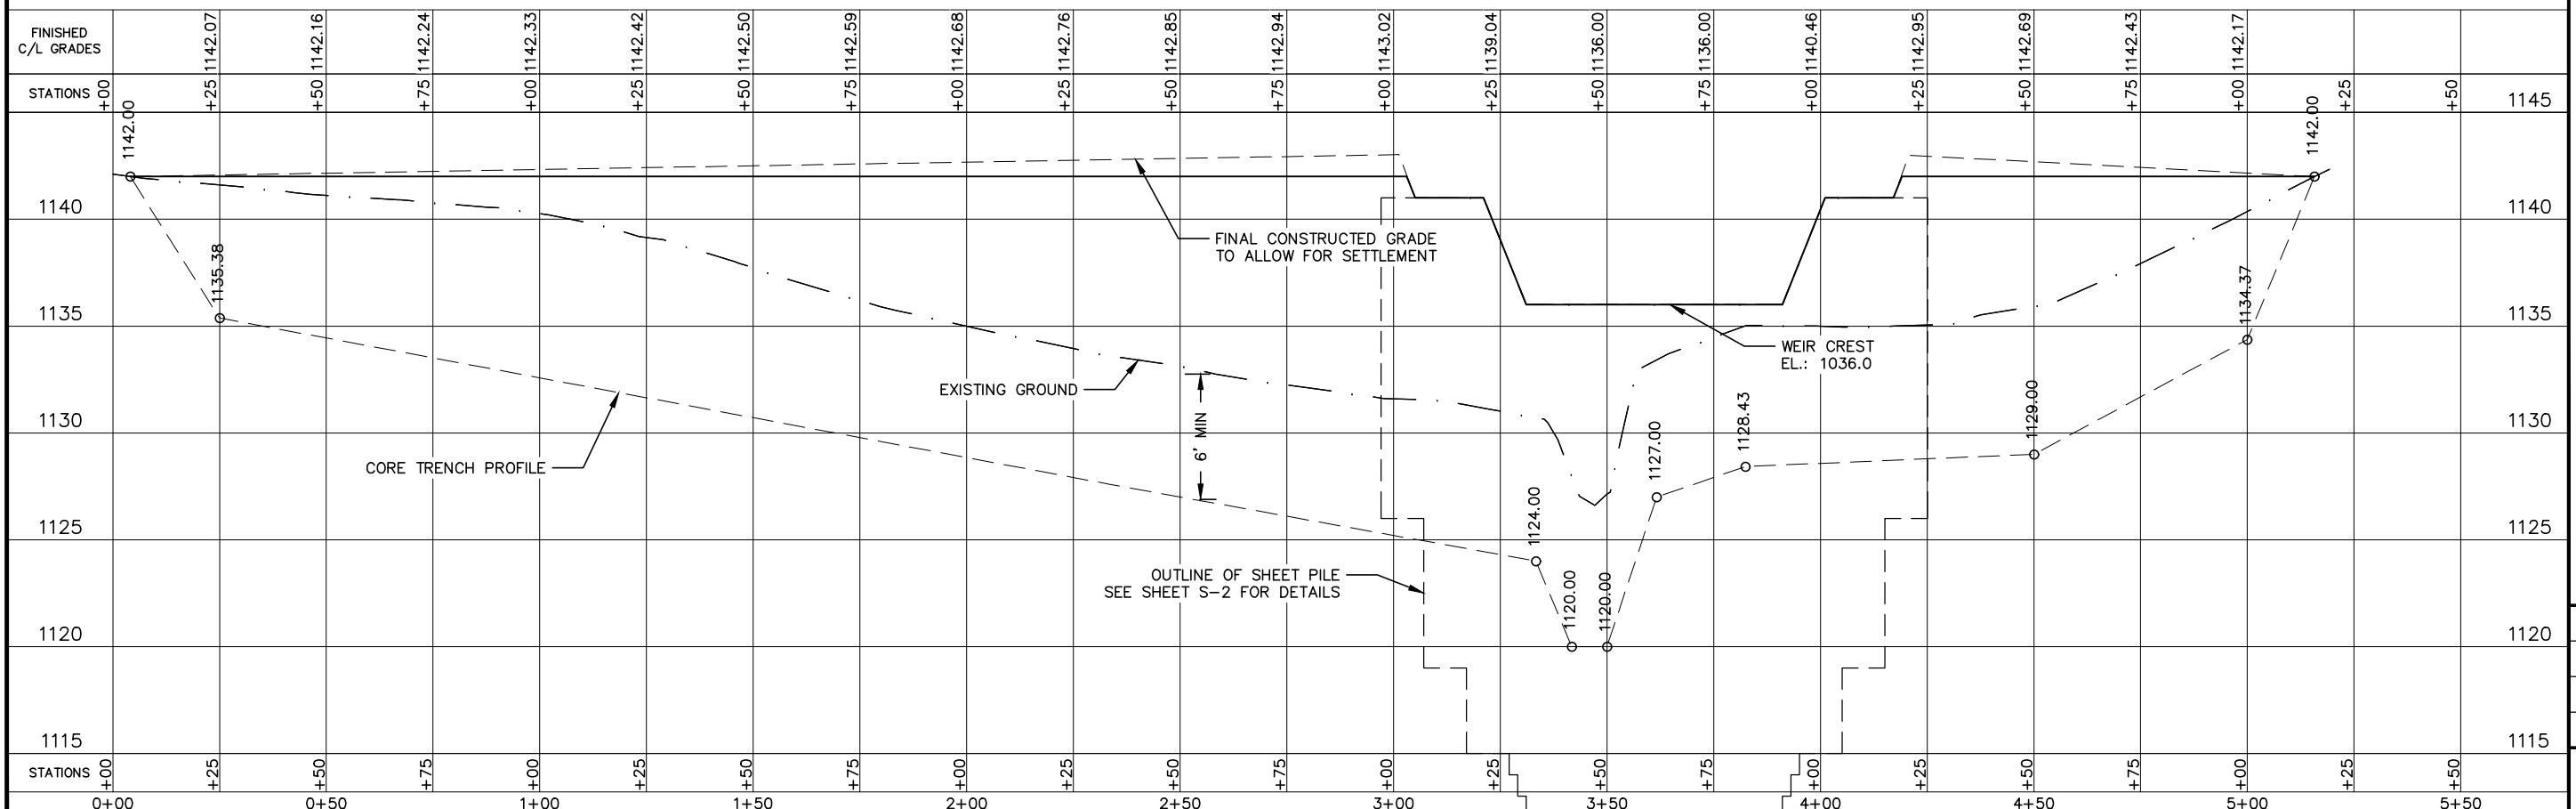 FINISHED
C/L GRADES
1142.07 1142.16 1142.24 1142.33 1142.42 1142.50 1142.59 1142.68 1142.76 1142.85 1142.94 1143.02 1139.04 1136.00 1136.00 1140.46 1142.95 1142.69 1142.43 1142.17
STATIONS +00 +25 +50 +75 +00 +25 +50 +75 +00 +25 +50 +75 +00 +25 +50 +75 +00 +25 +50 +75 +00 +25 +50
1145
1142.00
1142.00
1140
1140
1135.38
FINAL CONSTRUCTED GRADE
TO ALLOW FOR SETTLEMENT
1134.37
1135
1135
WEIR CREST
EL.: 1036.0
EXISTING GROUND
6' MIN
1127.00
1128.43
1129.00
1130
1130
CORE TRENCH PROFILE
1124.00
1125
1125
OUTLINE OF SHEET PILE
SEE SHEET S-2 FOR DETAILS
1120.00
1120.00
1120
1120
1115
1115
STATIONS +00 +25 +50 +75 +00 +25 +50 +75 +00 +25 +50 +75 +00 +25 +50 +75 +00 +25 +50 +75 +00 +25 +50
0+00 0+50 1+00 1+50 2+00 2+50 3+00 3+50 4+00 4+50 5+00 5+50